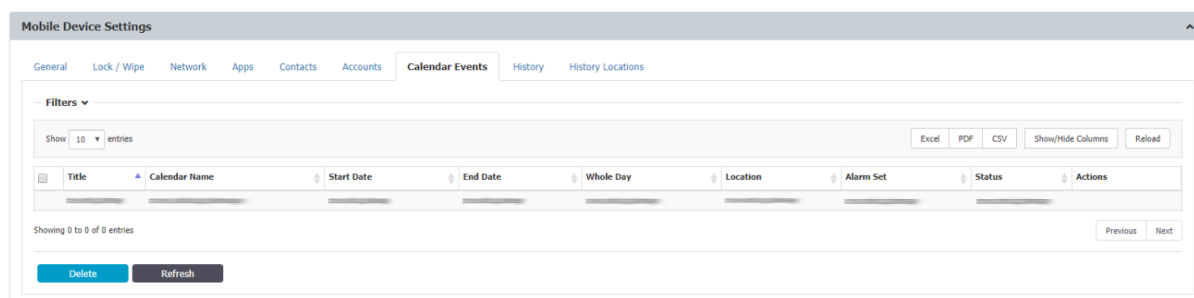 Mobile Device Settings
General Lock / Wipe Network Apps Contacts Accounts Calendar Events History History Locations
Filters
Show 10 entries Excel PDF CSV Show/Hide Columns Reload
Title Calendar Name Start Date End Date Whole Day Location Alarm Set Status Actions
Showing 0 to 0 of 0 entries Previous Next
Delete Refresh